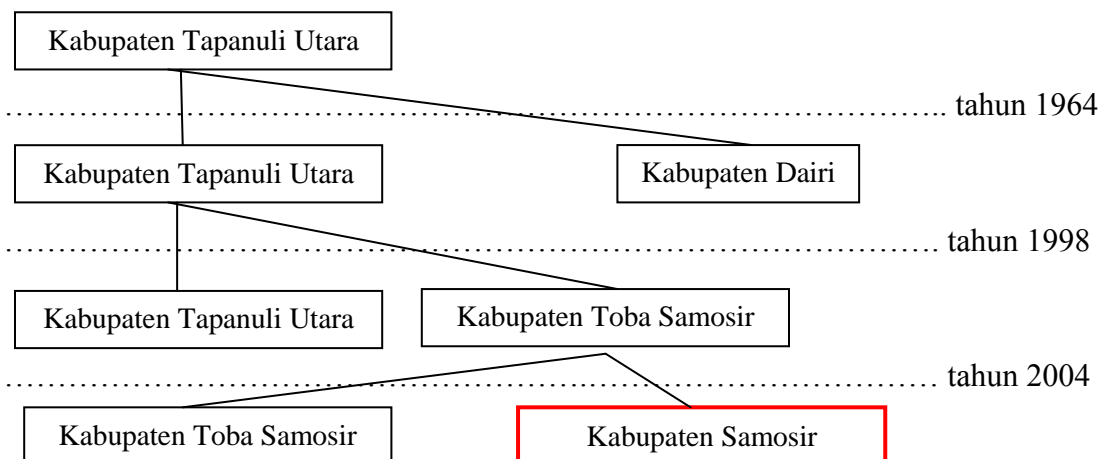 Kabupaten Tapanuli Utara
tahun 1964
Kabupaten Tapanuli Utara
Kabupaten Dairi
tahun 1998
Kabupaten Tapanuli Utara
Kabupaten Toba Samosir
tahun 2004
Kabupaten Toba Samosir
Kabupaten Samosir